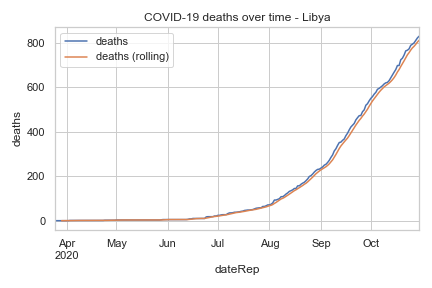 COVID-19 deaths over time - Libya
deaths
deaths (rolling)
800
600
400
200
0
deaths
Apr May Jun Jul Aug Sep Oct
2020
dateRep